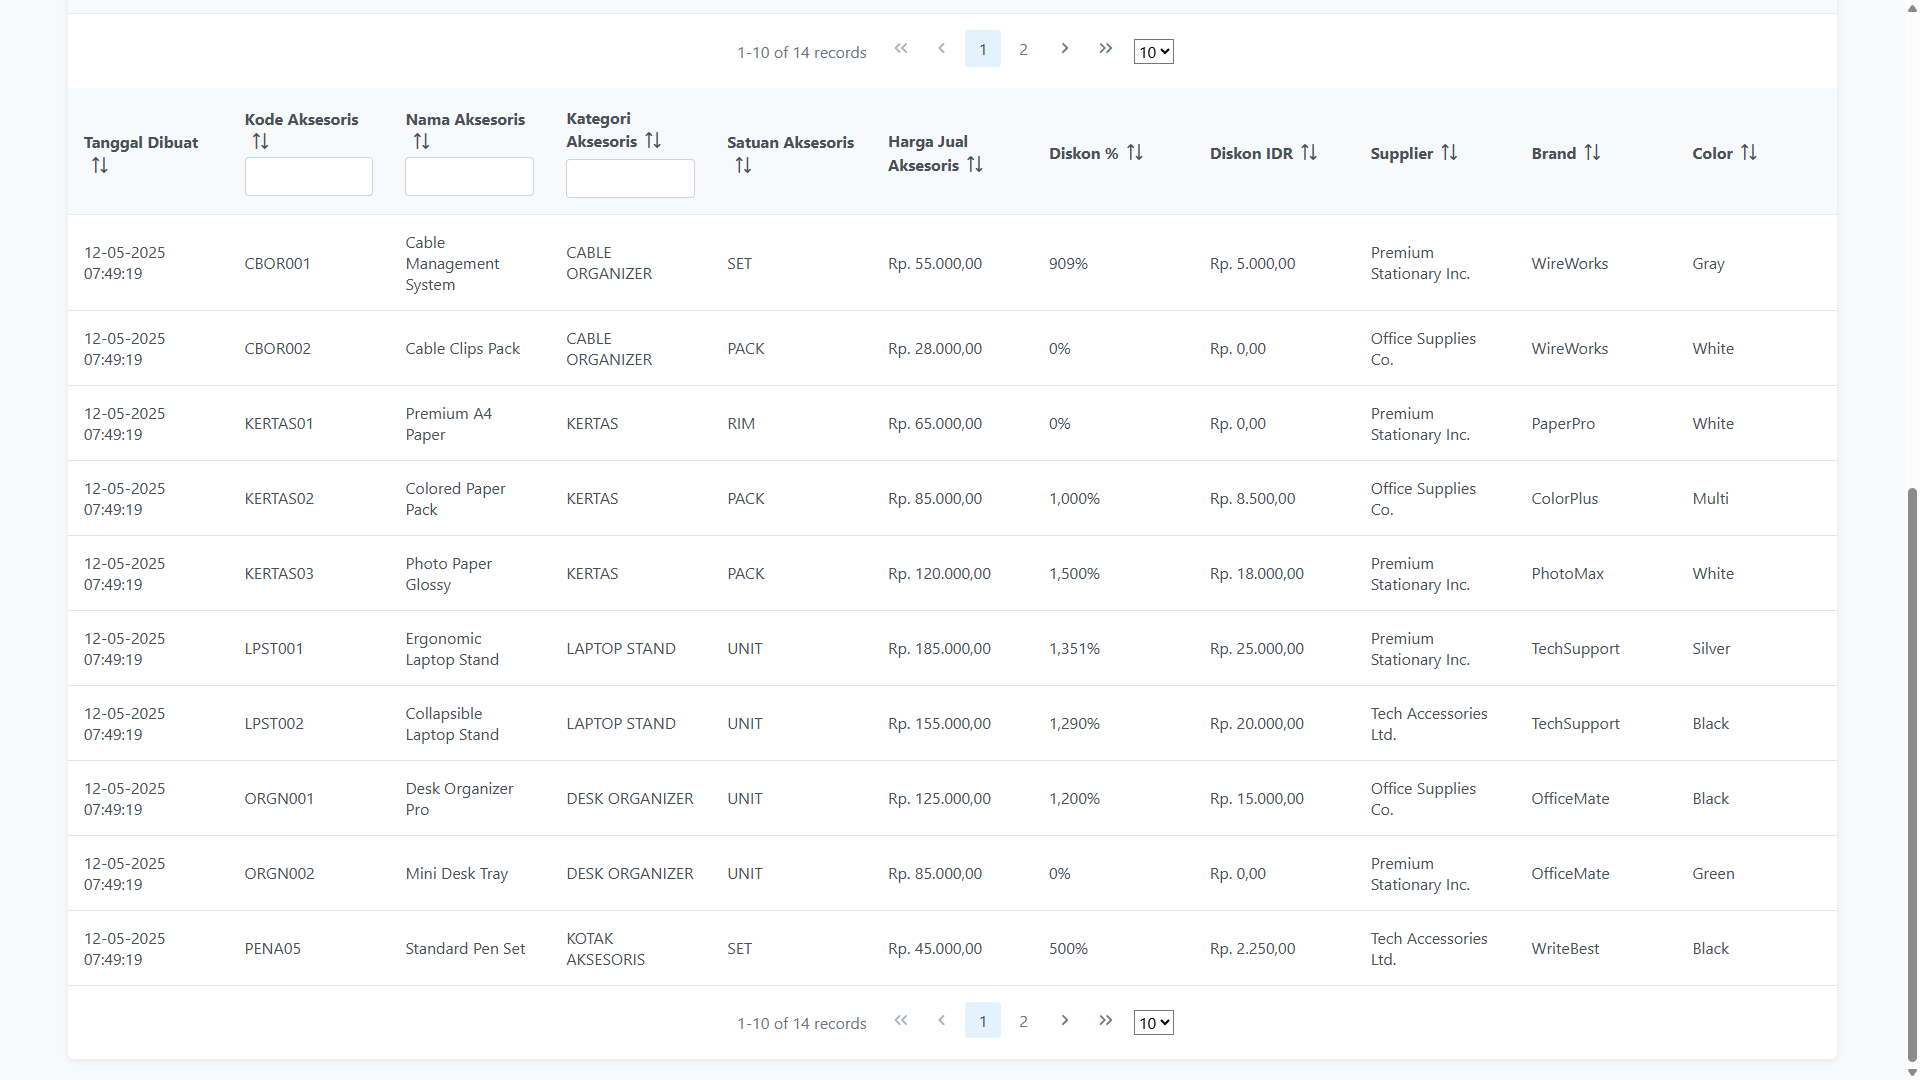 1-10 of 14 records 1 2 10
Tanggal Dibuat Kode Aksesoris Nama Aksesoris Kategori Aksesoris Satuan Aksesoris Harga Jual Aksesoris Diskon % Diskon IDR Supplier Brand Color
12-05-2025 07:49:19 CBOR001 Cable Management System CABLE ORGANIZER SET Rp. 55.000,00 909% Rp. 5.000,00 Premium Stationary Inc. WireWorks Gray
12-05-2025 07:49:19 CBOR002 Cable Clips Pack CABLE ORGANIZER PACK Rp. 28.000,00 0% Rp. 0,00 Office Supplies Co. WireWorks White
12-05-2025 07:49:19 KERTAS01 Premium A4 Paper KERTAS RIM Rp. 65.000,00 0% Rp. 0,00 Premium Stationary Inc. PaperPro White
12-05-2025 07:49:19 KERTAS02 Colored Paper Pack KERTAS PACK Rp. 85.000,00 1,000% Rp. 8.500,00 Office Supplies Co. ColorPlus Multi
12-05-2025 07:49:19 KERTAS03 Photo Paper Glossy KERTAS PACK Rp. 120.000,00 1,500% Rp. 18.000,00 Premium Stationary Inc. PhotoMax White
12-05-2025 07:49:19 LPST001 Ergonomic Laptop Stand LAPTOP STAND UNIT Rp. 185.000,00 1,351% Rp. 25.000,00 Premium Stationary Inc. TechSupport Silver
12-05-2025 07:49:19 LPST002 Collapsible Laptop Stand LAPTOP STAND UNIT Rp. 155.000,00 1,290% Rp. 20.000,00 Tech Accessories Ltd. TechSupport Black
12-05-2025 07:49:19 ORGN001 Desk Organizer Pro DESK ORGANIZER UNIT Rp. 125.000,00 1,200% Rp. 15.000,00 Office Supplies Co. OfficeMate Black
12-05-2025 07:49:19 ORGN002 Mini Desk Tray DESK ORGANIZER UNIT Rp. 85.000,00 0% Rp. 0,00 Premium Stationary Inc. OfficeMate Green
12-05-2025 07:49:19 PENA05 Standard Pen Set KOTAK AKSESORIS SET Rp. 45.000,00 500% Rp. 2.250,00 Tech Accessories Ltd. WriteBest Black
1-10 of 14 records 1 2 10